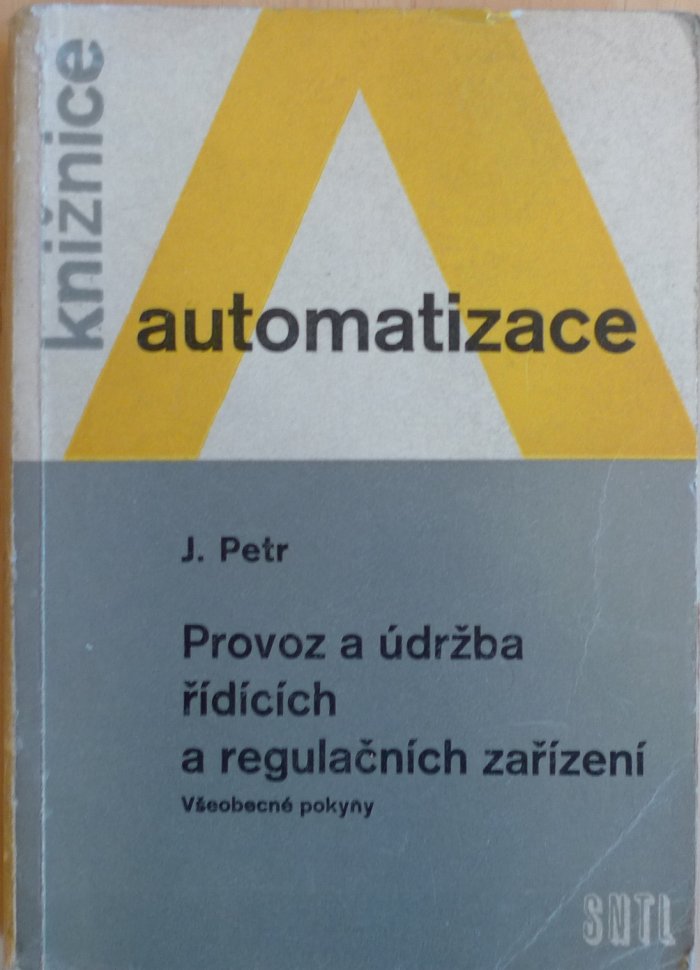 knižnice
automatizace
J. Petr
Provoz a údržba
řídících
a regulačních zařízení
Všeobecné pokyny
SNTL